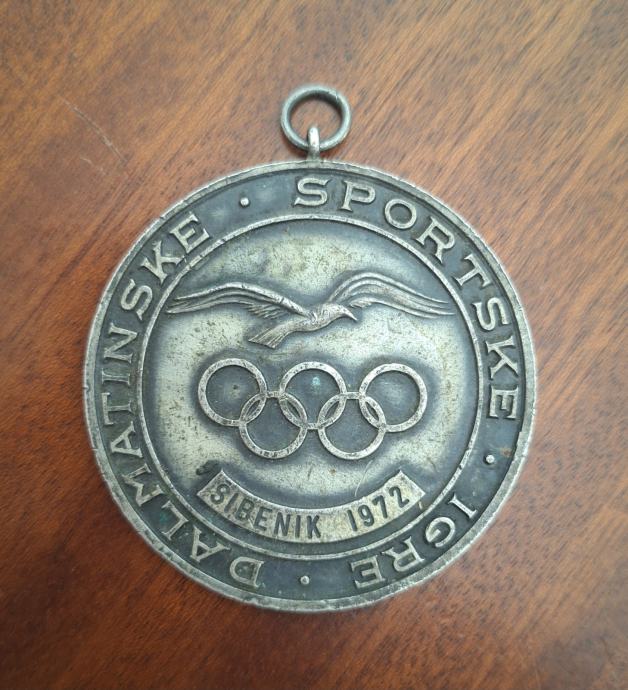 DALMATINSKE · SPORTSKE · IGRE ·
ŠIBENIK 1972